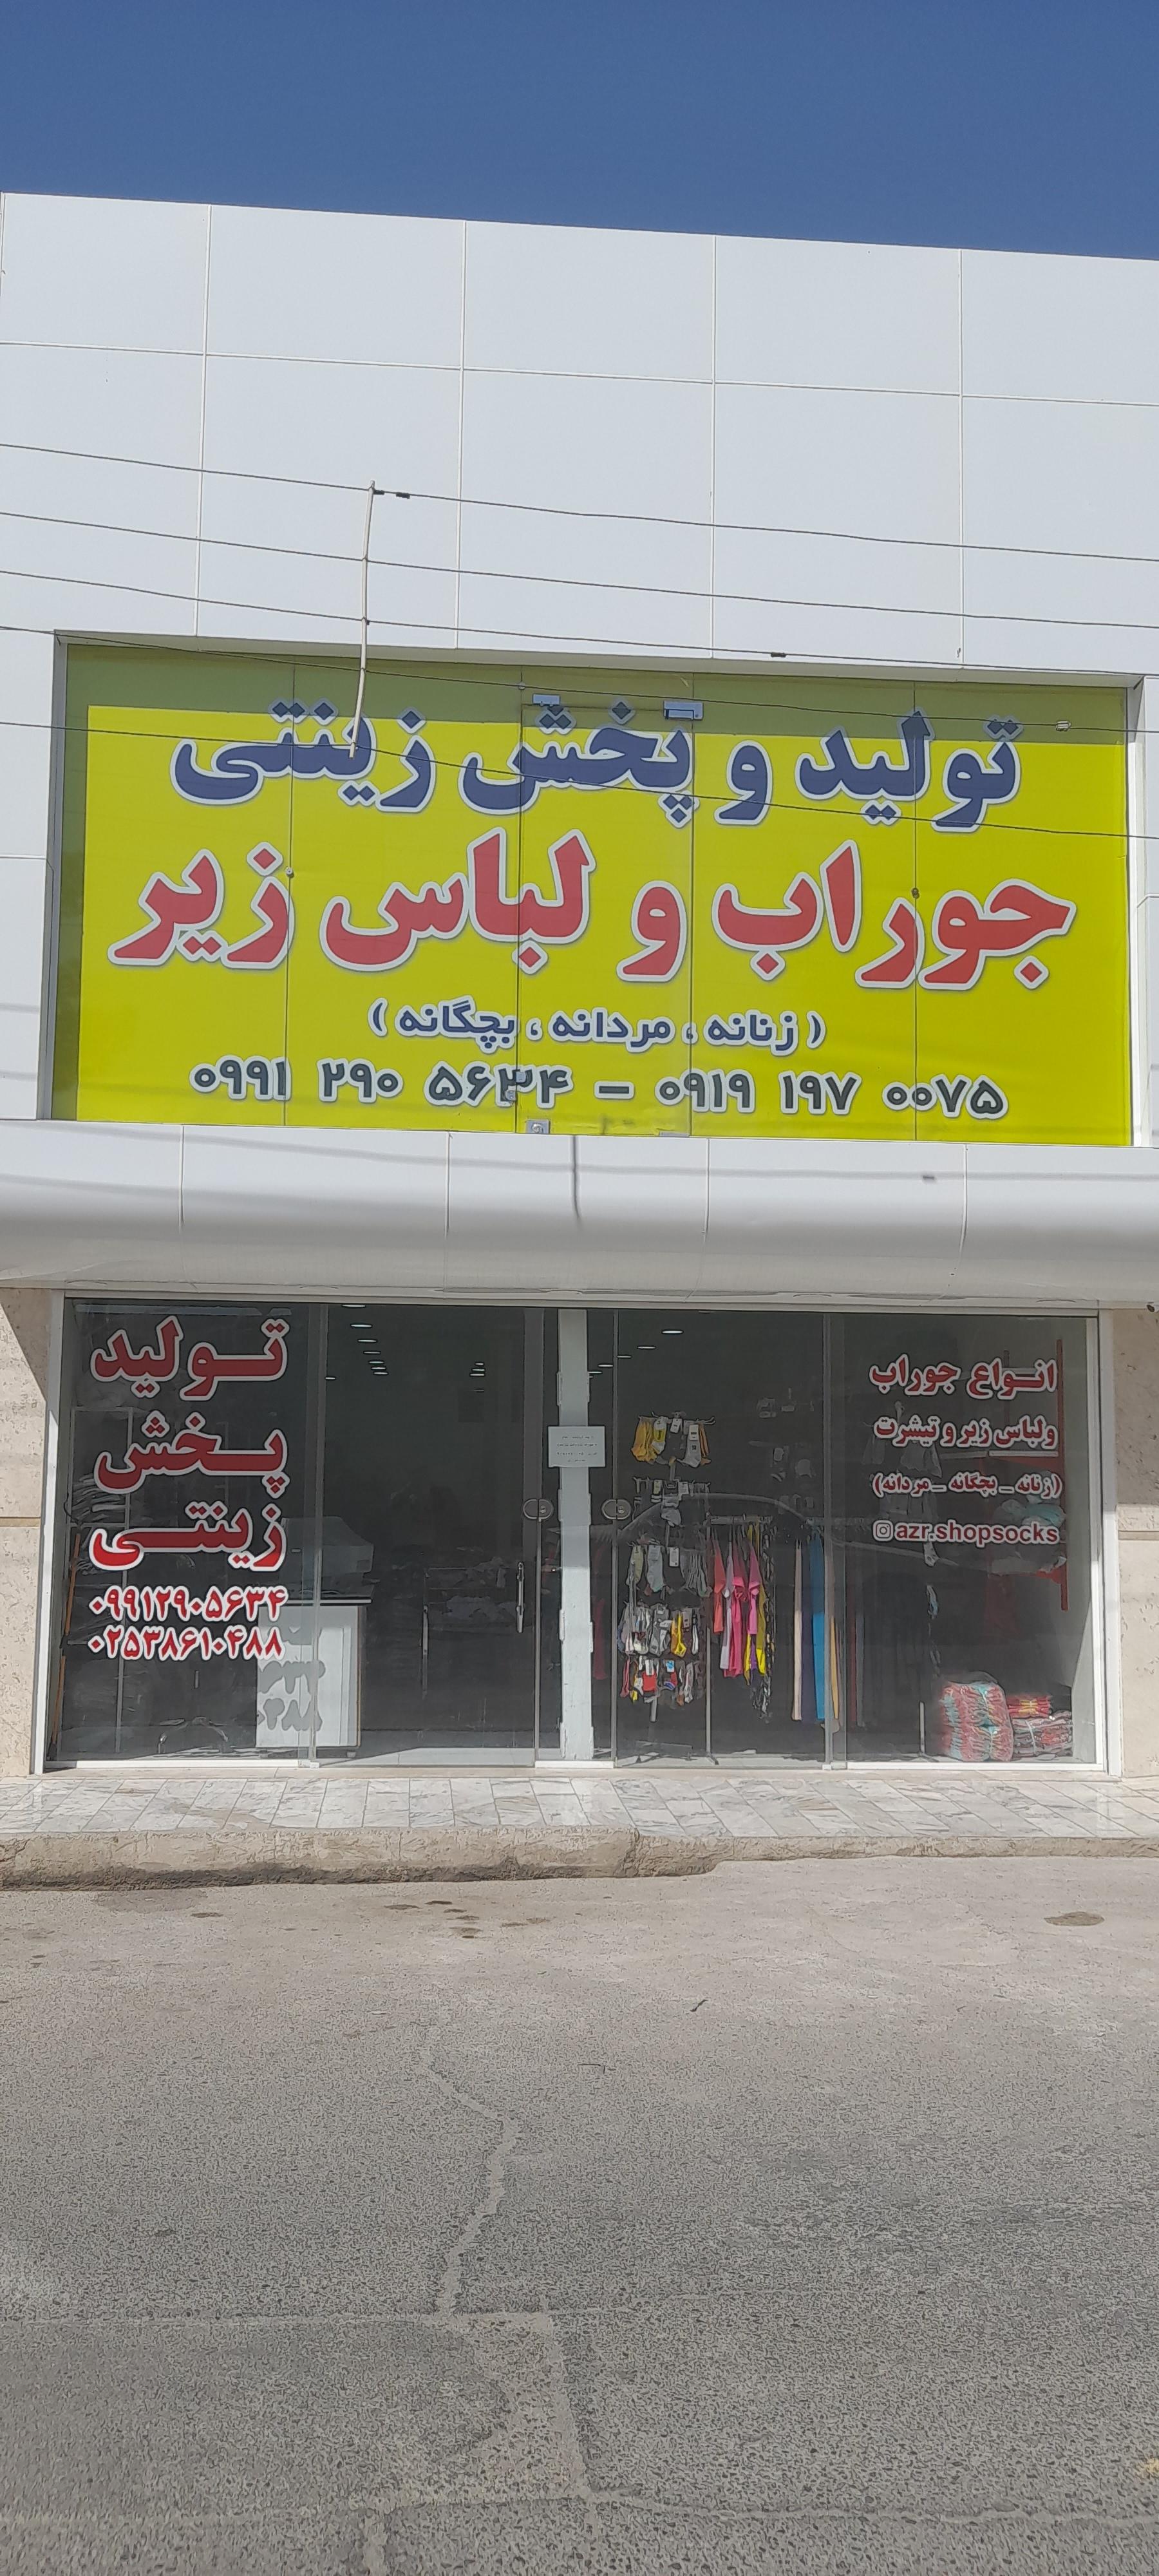 تولید و پخش زینتی
جوراب و لباس زیر
( زنانه ، مردانه ، بچگانه )
۰۹۹۱ ۲۹۰ ۵۶۳۴ - ۰۹۱۹ ۱۹۷ ۰۰۷۵
تولید
پخش
زینتی
۰۹۹۱۲۹۰۵۶۳۴
۰۲۵۳۸۶۱۰۴۸۸
انواع جوراب
ولباس زیر و تیشرت
(زنانه - بچگانه - مردانه)
azr.shopsocks